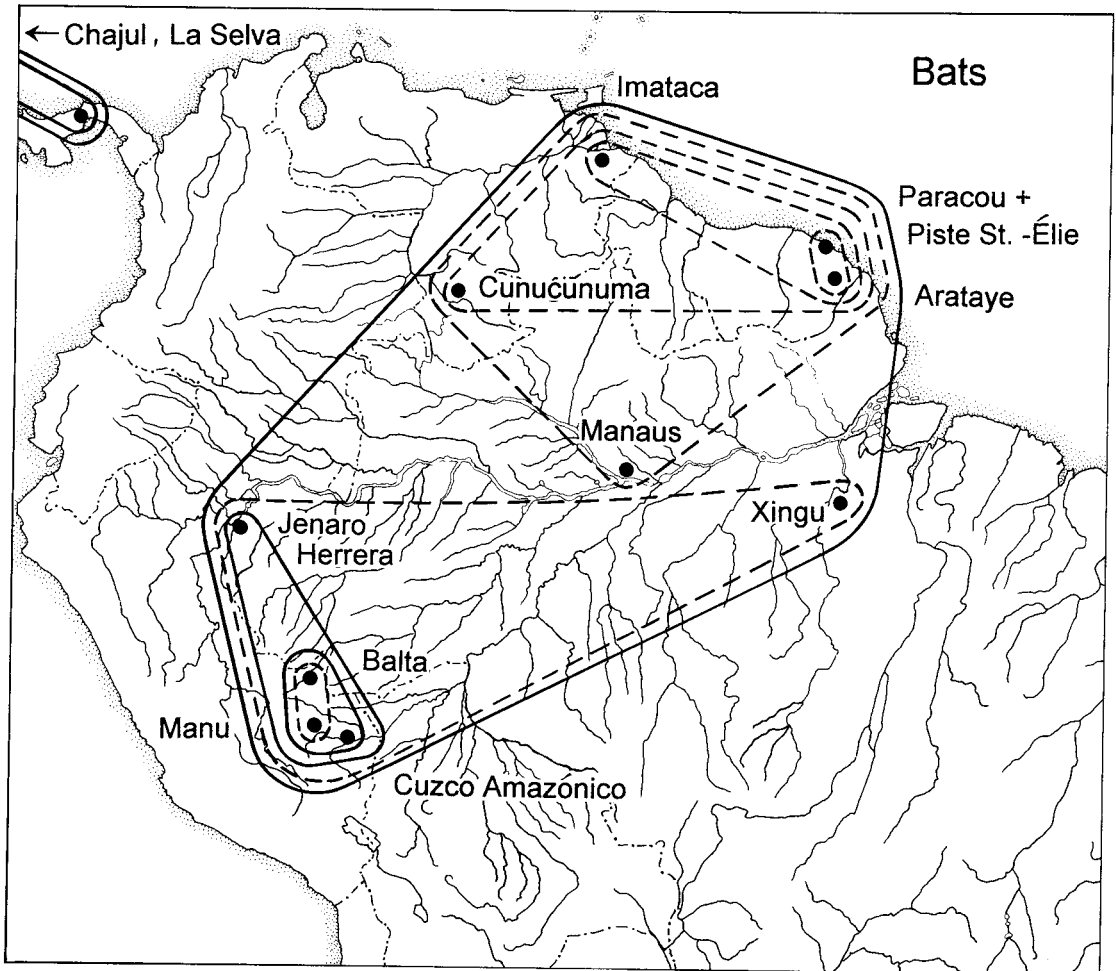 ← Chajul, La Selva
Bats
Imataca
Paracou +
Piste St. -Élie
Arataye
Cunucunuma
Manaus
Xingu
Jenaro
Herrera
Balta
Manu
Cuzco Amazónico